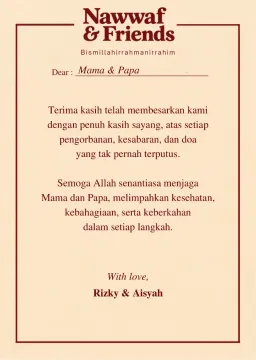 Nawwaf
& Friends
Bismillahirrahmanirrahim
Dear : Mama & Papa
Terima kasih telah membesarkan kami
dengan penuh kasih sayang, atas setiap
pengorbanan, kesabaran, dan doa
yang tak pernah terputus.
Semoga Allah senantiasa menjaga
Mama dan Papa, melimpahkan kesehatan,
kebahagiaan, serta keberkahan
dalam setiap langkah.
With love,
Rizky & Aisyah